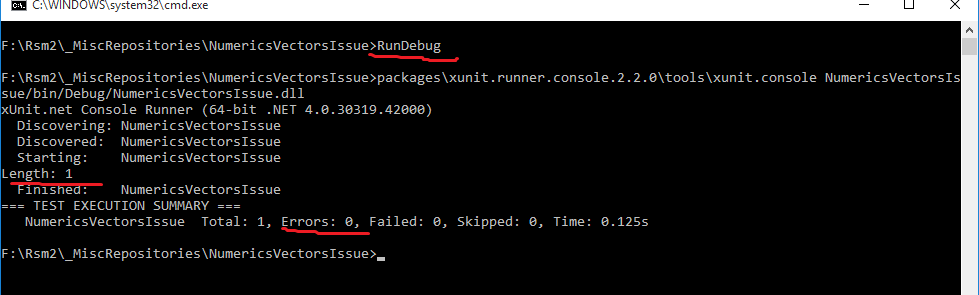 C:\WINDOWS\system32\cmd.exe
F:\Rsm2\_MiscRepositories\NumericsVectorsIssue>RunDebug
F:\Rsm2\_MiscRepositories\NumericsVectorsIssue>packages\xunit.runner.console.2.2.0\tools\xunit.console NumericsVectorsIs
sue/bin/Debug/NumericsVectorsIssue.dll
xUnit.net Console Runner (64-bit .NET 4.0.30319.42000)
Discovering: NumericsVectorsIssue
Discovered: NumericsVectorsIssue
Starting: NumericsVectorsIssue
Length: 1
Finished: NumericsVectorsIssue
=== TEST EXECUTION SUMMARY ===
NumericsVectorsIssue Total: 1, Errors: 0, Failed: 0, Skipped: 0, Time: 0.125s
F:\Rsm2\_MiscRepositories\NumericsVectorsIssue>